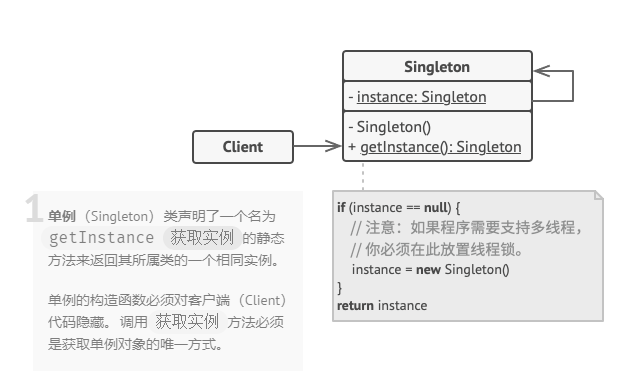 Singleton
- instance: Singleton
- Singleton()
+ getInstance(): Singleton
Client
1
单例（Singleton）类声明了一个名为
getInstance 获取实例 的静态
方法来返回其所属类的一个相同实例。
单例的构造函数必须对客户端（Client）
代码隐藏。 调用 获取实例 方法必须
是获取单例对象的唯一方式。
if (instance == null) {
// 注意：如果程序需要支持多线程，
// 你必须在此放置线程锁。
instance = new Singleton()
}
return instance